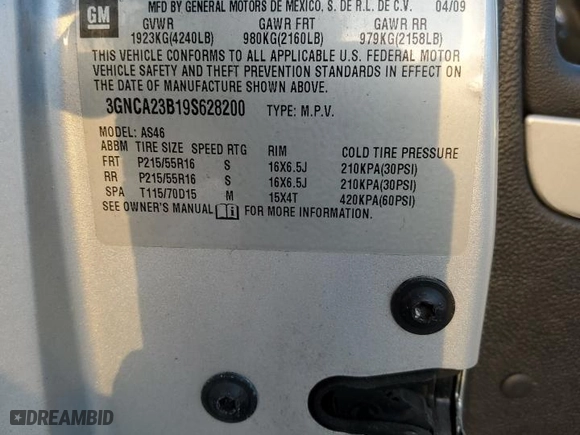 GM
MFD BY GENERAL MOTORS DE MEXICO, S. DE R.L. DE C.V. 04/09
GVWR GAWR FRT GAWR RR
1923KG(4240LB) 980KG(2160LB) 979KG(2158LB)
THIS VEHICLE CONFORMS TO ALL APPLICABLE U.S. FEDERAL MOTOR
VEHICLE SAFETY AND THEFT PREVENTION STANDARDS IN EFFECT ON
THE DATE OF MANUFACTURE SHOWN ABOVE.
3GNCA23B19S628200 TYPE: M.P.V.
MODEL: AS46
ABBM TIRE SIZE SPEED RTG RIM COLD TIRE PRESSURE
FRT P215/55R16 S 16X6.5J 210KPA(30PSI)
RR P215/55R16 S 16X6.5J 210KPA(30PSI)
SPA T115/70D15 M 15X4T 420KPA(60PSI)
SEE OWNER'S MANUAL FOR MORE INFORMATION.
DREAMBID